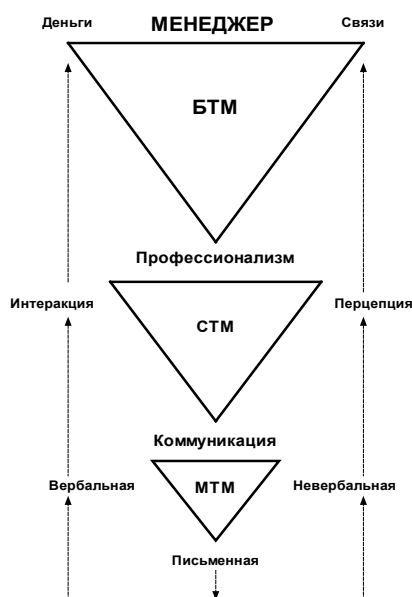 Деньги МЕНЕДЖЕР Связи
БТМ
Профессионализм
Интеракция Перцепция
СТМ
Коммуникация
Вербальная МТМ Невербальная
Письменная